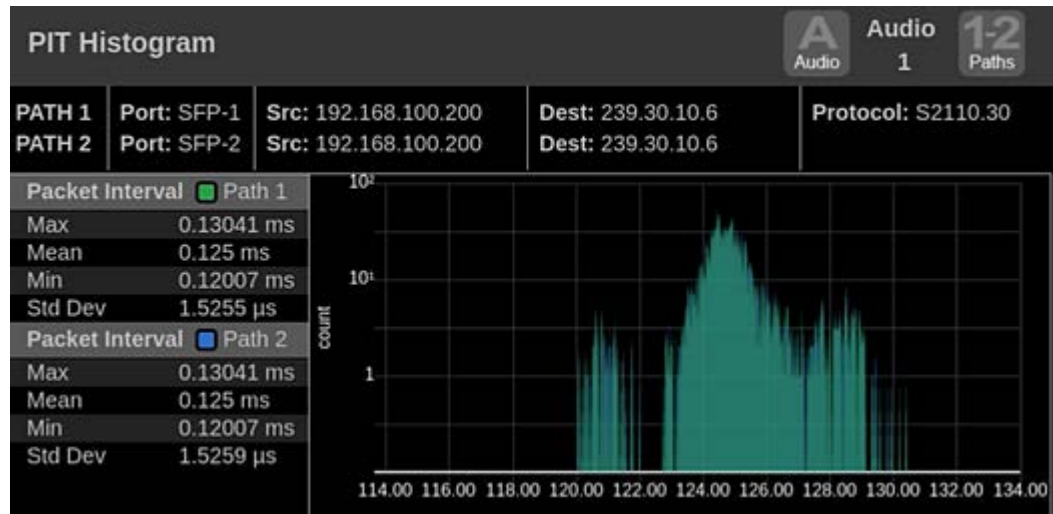 PIT Histogram
A
Audio
Audio
1
1-2
Paths
PATH 1 Port: SFP-1 Src: 192.168.100.200 Dest: 239.30.10.6 Protocol: S2110.30
PATH 2 Port: SFP-2 Src: 192.168.100.200 Dest: 239.30.10.6
Packet Interval Path 1
Max 0.13041 ms
Mean 0.125 ms
Min 0.12007 ms
Std Dev 1.5255 µs
Packet Interval Path 2
Max 0.13041 ms
Mean 0.125 ms
Min 0.12007 ms
Std Dev 1.5259 µs
10²
10¹
1
count
114.00 116.00 118.00 120.00 122.00 124.00 126.00 128.00 130.00 132.00 134.00